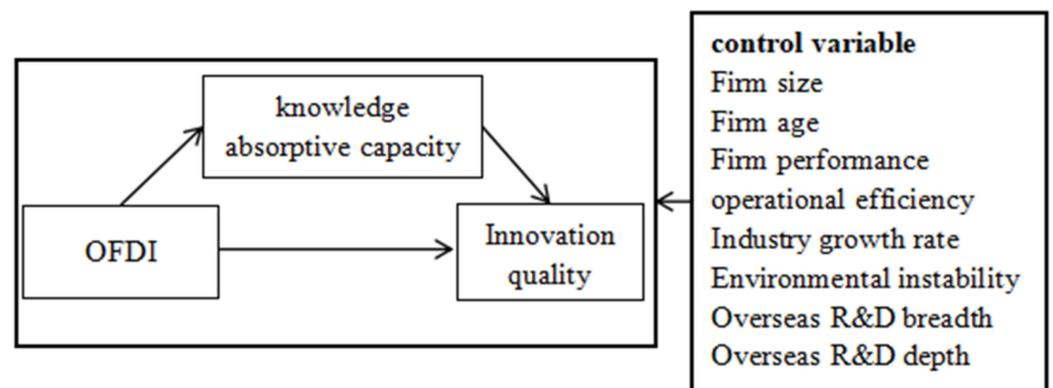 knowledge
absorptive capacity
OFDI
Innovation
quality
control variable
Firm size
Firm age
Firm performance
operational efficiency
Industry growth rate
Environmental instability
Overseas R&D breadth
Overseas R&D depth